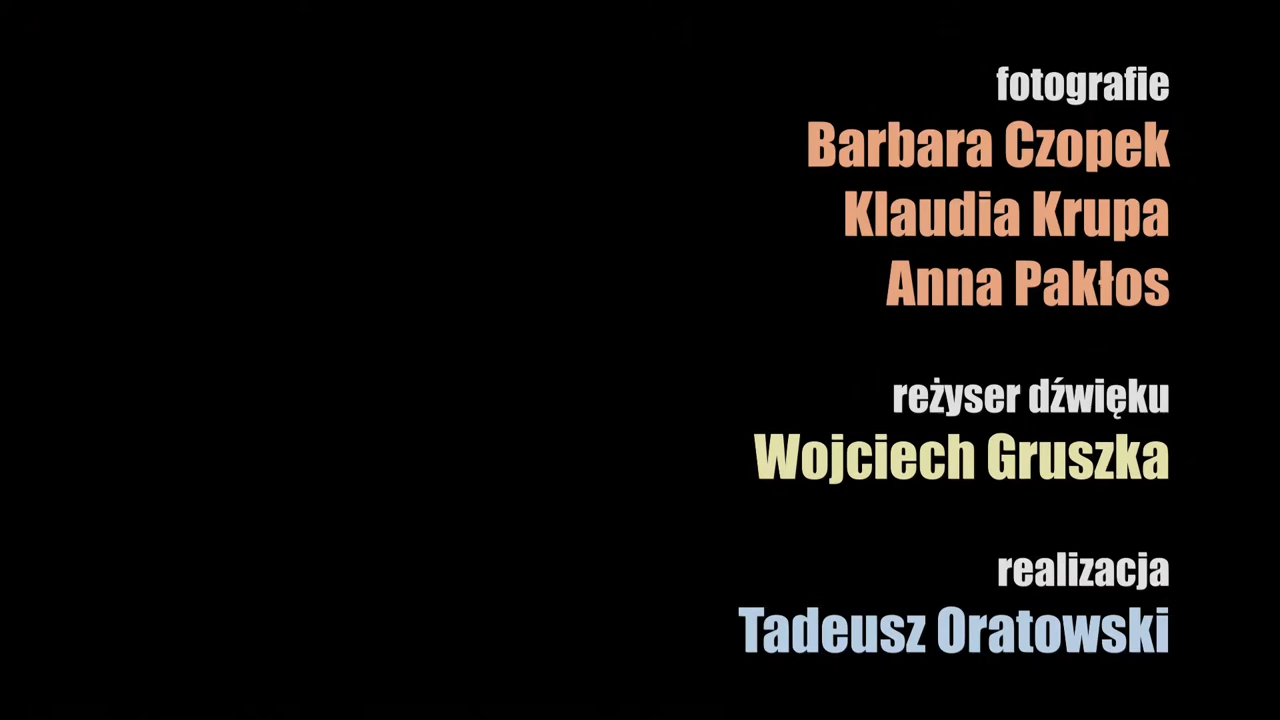 fotografie
Barbara Czopek
Klaudia Krupa
Anna Pakłos
reżyser dźwięku
Wojciech Gruszka
realizacja
Tadeusz Oratowski